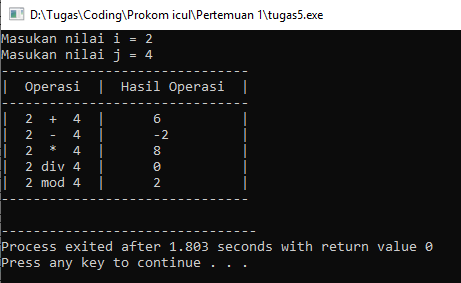 D:\Tugas\Coding\Prokom icul\Pertemuan 1\tugas5.exe
Masukan nilai i = 2
Masukan nilai j = 4
-------------------------------
|  Operasi  |  Hasil Operasi  |
-------------------------------
|  2  +  4  |      6          |
|  2  -  4  |      -2         |
|  2  *  4  |      8          |
|  2 div 4  |      0          |
|  2 mod 4  |      2          |
-------------------------------
--------------------------------
Process exited after 1.803 seconds with return value 0
Press any key to continue . . .